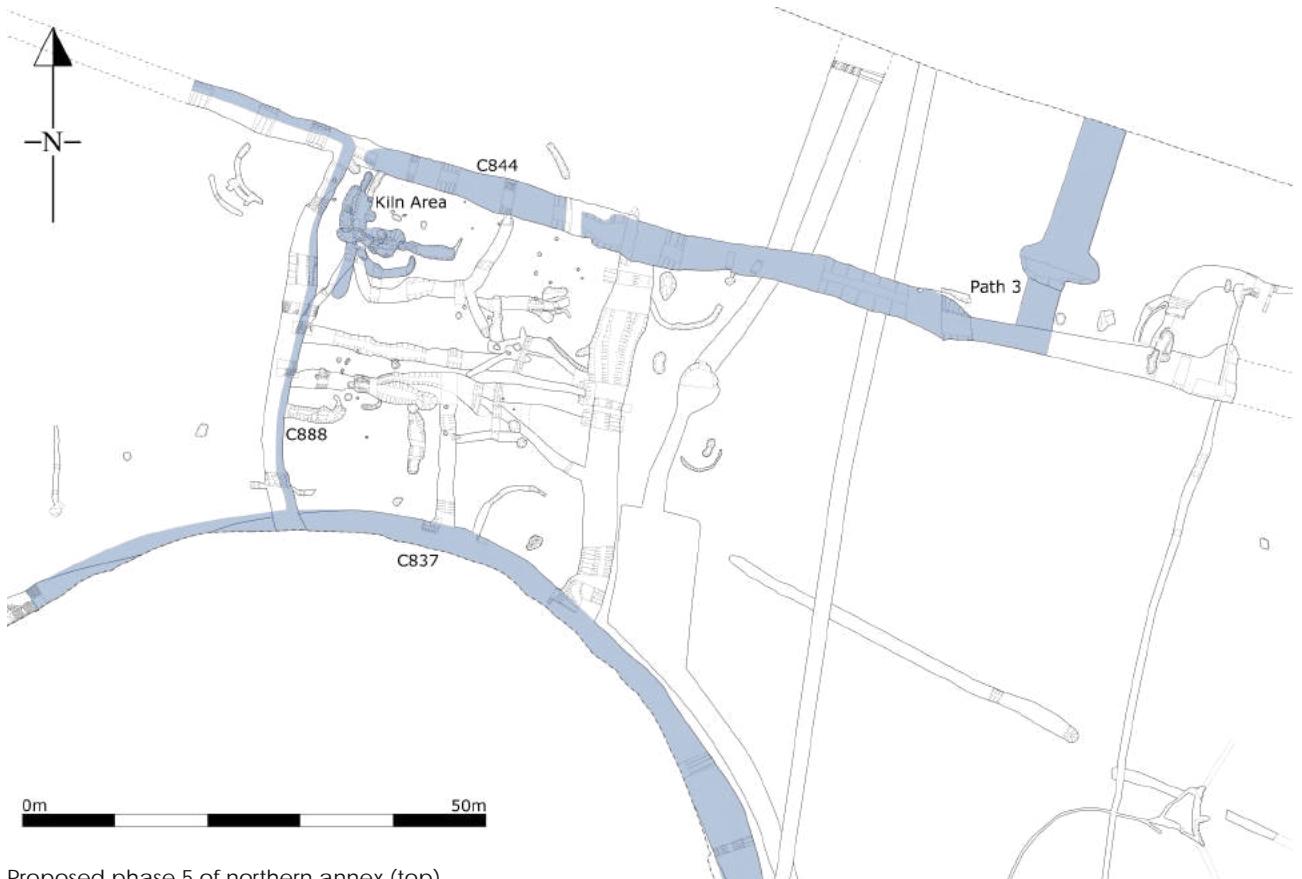 N
C844
Kiln Area
Path 3
C888
C837
0m 50m
Proposed phase 5 of northern annex (top)